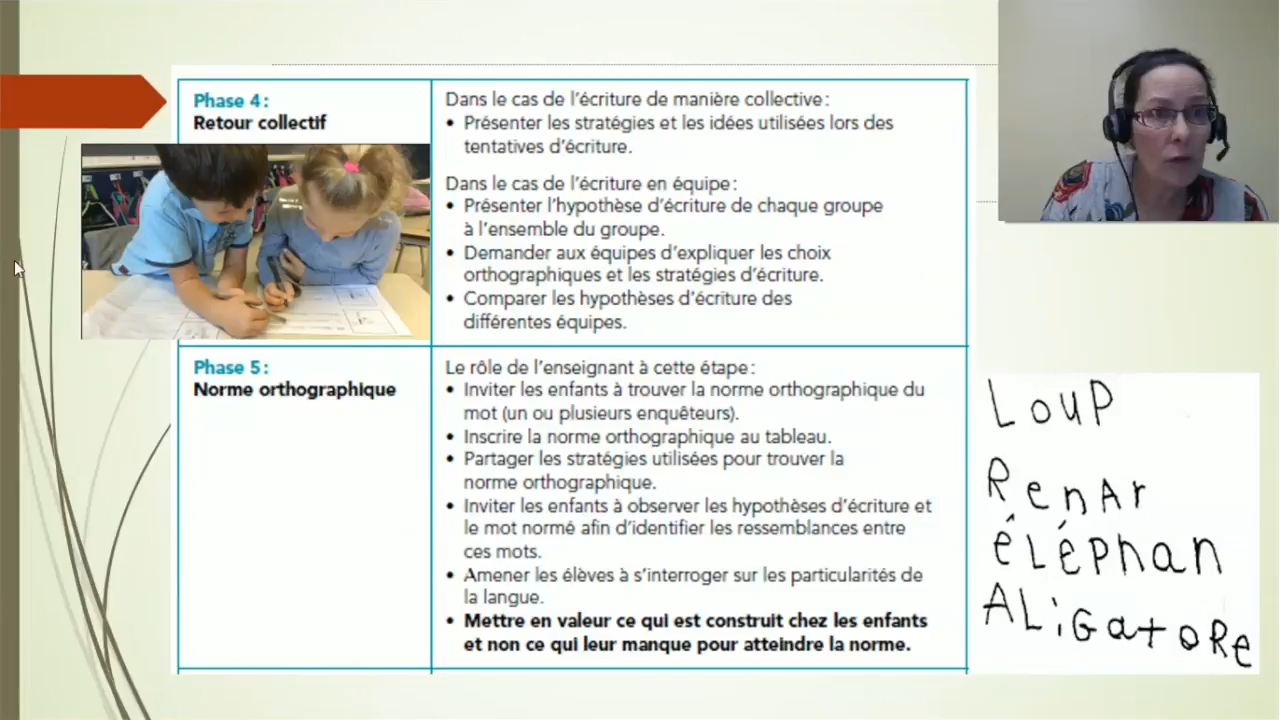 Phase 4 :
Retour collectif
Dans le cas de l'écriture de manière collective :
• Présenter les stratégies et les idées utilisées lors des
tentatives d'écriture.
Dans le cas de l'écriture en équipe :
• Présenter l'hypothèse d'écriture de chaque groupe
à l'ensemble du groupe.
• Demander aux équipes d'expliquer les choix
orthographiques et les stratégies d'écriture.
• Comparer les hypothèses d'écriture des
différentes équipes.
Phase 5 :
Norme orthographique
Le rôle de l'enseignant à cette étape :
• Inviter les enfants à trouver la norme orthographique du
mot (un ou plusieurs enquêteurs).
• Inscrire la norme orthographique au tableau.
• Partager les stratégies utilisées pour trouver la
norme orthographique.
• Inviter les enfants à observer les hypothèses d'écriture et
le mot normé afin d'identifier les ressemblances entre
ces mots.
• Amener les élèves à s'interroger sur les particularités de
la langue.
• Mettre en valeur ce qui est construit chez les enfants
et non ce qui leur manque pour atteindre la norme.
LouP
RenAr
éLéphan
ALiGatoRe